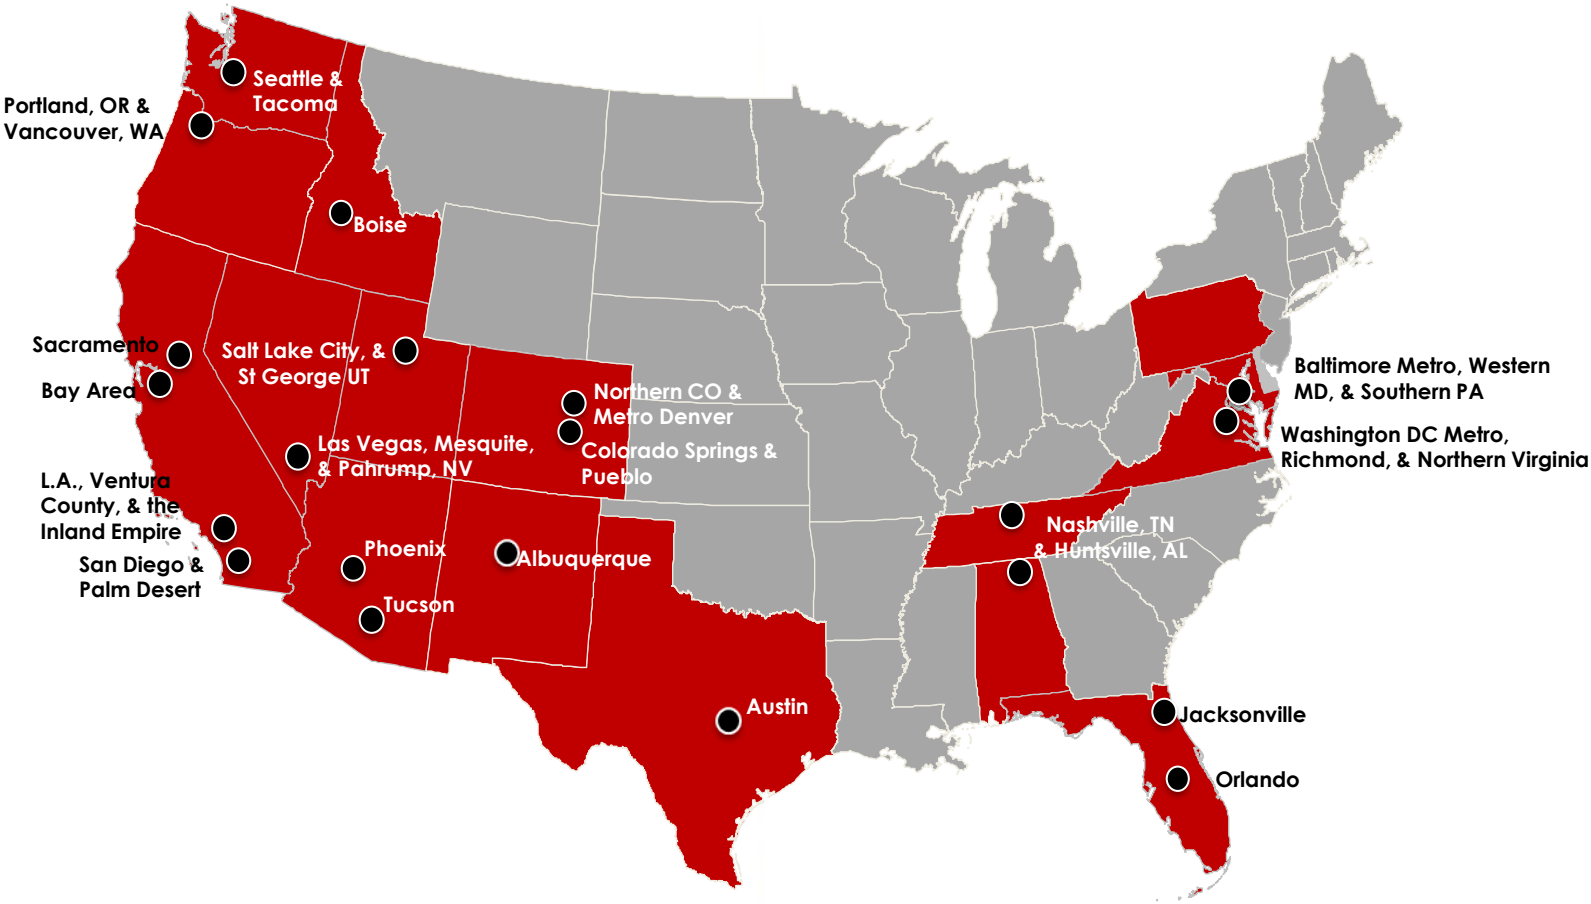 Seattle &
Tacoma
Portland, OR &
Vancouver, WA
Boise
Sacramento
Bay Area
Salt Lake City, &
St George UT
Northern CO &
Metro Denver
Colorado Springs &
Pueblo
Las Vegas, Mesquite,
& Pahrump, NV
L.A., Ventura
County, & the
Inland Empire
San Diego &
Palm Desert
Phoenix
Tucson
Albuquerque
Austin
Baltimore Metro, Western
MD, & Southern PA
Washington DC Metro,
Richmond, & Northern Virginia
Nashville, TN
& Huntsville, AL
Jacksonville
Orlando